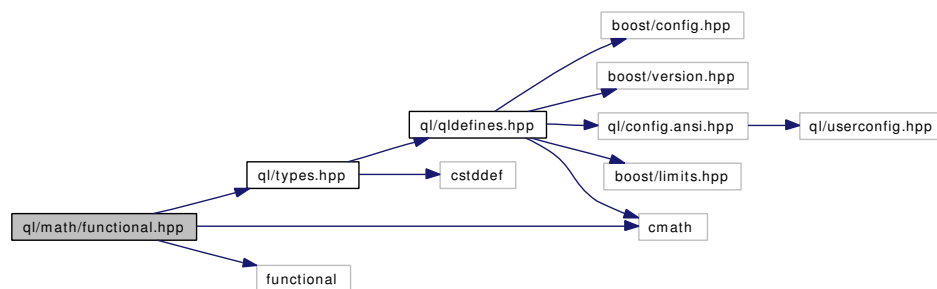 boost/config.hpp
boost/version.hpp
ql/qldefines.hpp
ql/config.ansi.hpp
ql/userconfig.hpp
ql/types.hpp
cstddef
boost/limits.hpp
ql/math/functional.hpp
cmath
functional